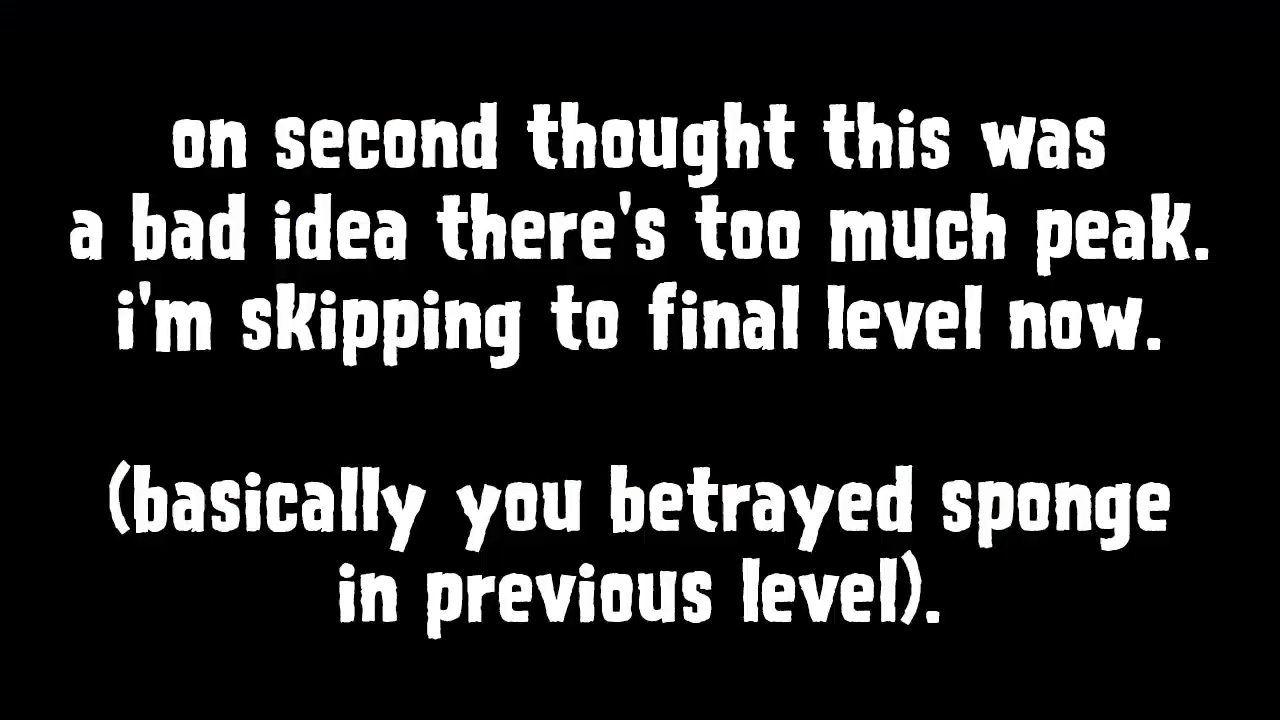 on second thought this was
a bad idea there's too much peak.
i'm skipping to final level now.
(basically you betrayed sponge
in previous level).